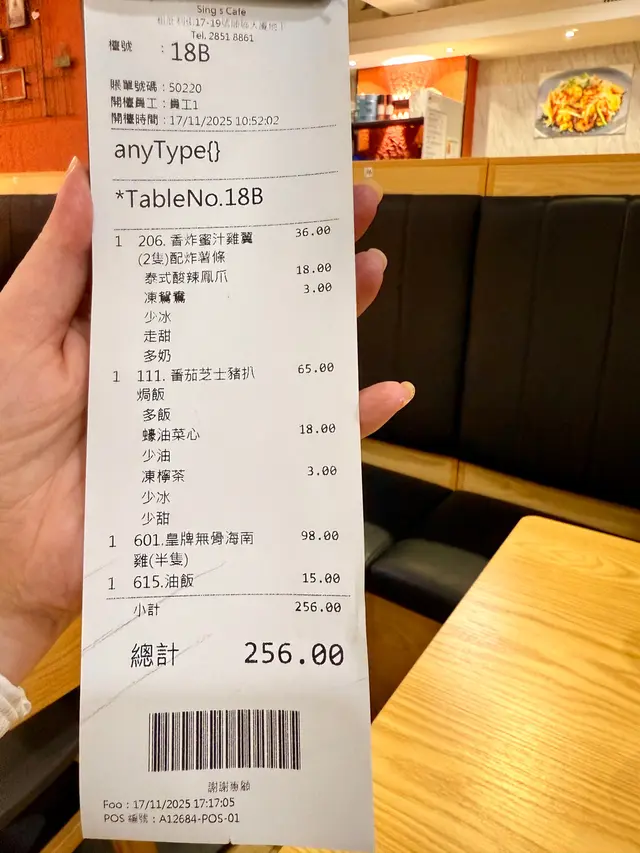 Sing's Cafe
Tel. 2851 8861
檯號 : 18B
賬單號碼 : 50220
開檯員工 : 員工1
開檯時間 : 17/11/2025 10:52:02
anyType{}
*TableNo.18B
1 206. 香炸蜜汁雞翼 36.00
(2隻)配炸薯條
泰式酸辣鳳爪 18.00
凍鴛鴦 3.00
少冰
走甜
多奶
1 111. 番茄芝士豬扒 65.00
焗飯
多飯
蠔油菜心 18.00
少油
凍檸茶 3.00
少冰
少甜
1 601.皇牌無骨海南 98.00
雞(半隻)
1 615.油飯 15.00
小計 256.00
總計 256.00
謝謝惠顧
Foo : 17/11/2025 17:17:05
POS 編號 : A12684-POS-01